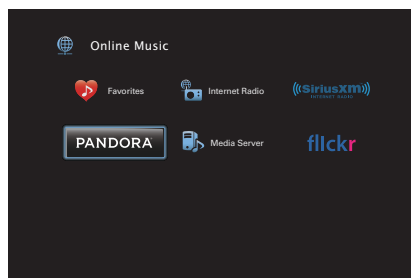 Online Music
Favorites
Internet Radio
((SiriusXM))
INTERNET RADIO
PANDORA
Media Server
flickr